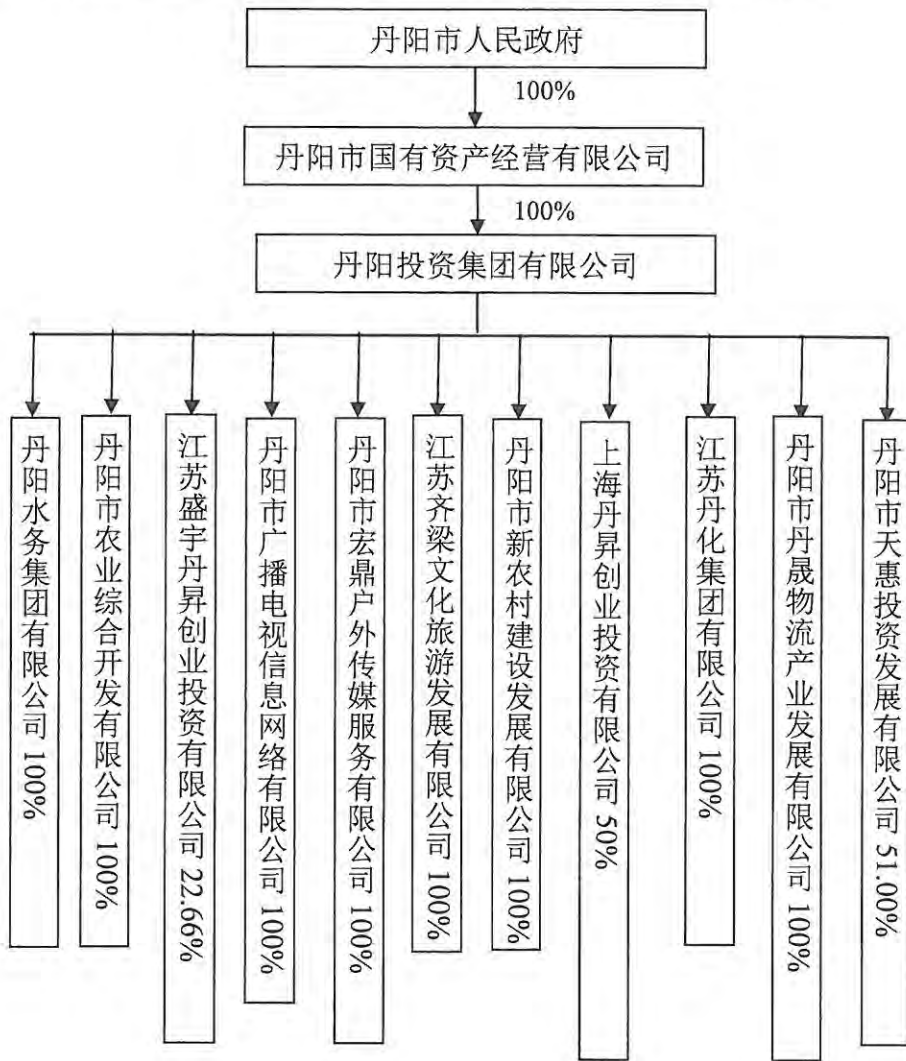 丹阳市人民政府
100%
丹阳市国有资产经营有限公司
100%
丹阳投资集团有限公司
丹阳水务集团有限公司 100%
丹阳市农业综合开发有限公司 100%
江苏盛宇丹昇创业投资有限公司 22.66%
丹阳市广播电视信息网络有限公司 100%
丹阳市宏鼎户外传媒服务有限公司 100%
江苏齐梁文化旅游发展有限公司 100%
丹阳市新农村建设发展有限公司 100%
上海丹昇创业投资有限公司 50%
江苏丹化集团有限公司 100%
丹阳市丹晟物流产业发展有限公司 100%
丹阳市天惠投资发展有限公司 51.00%